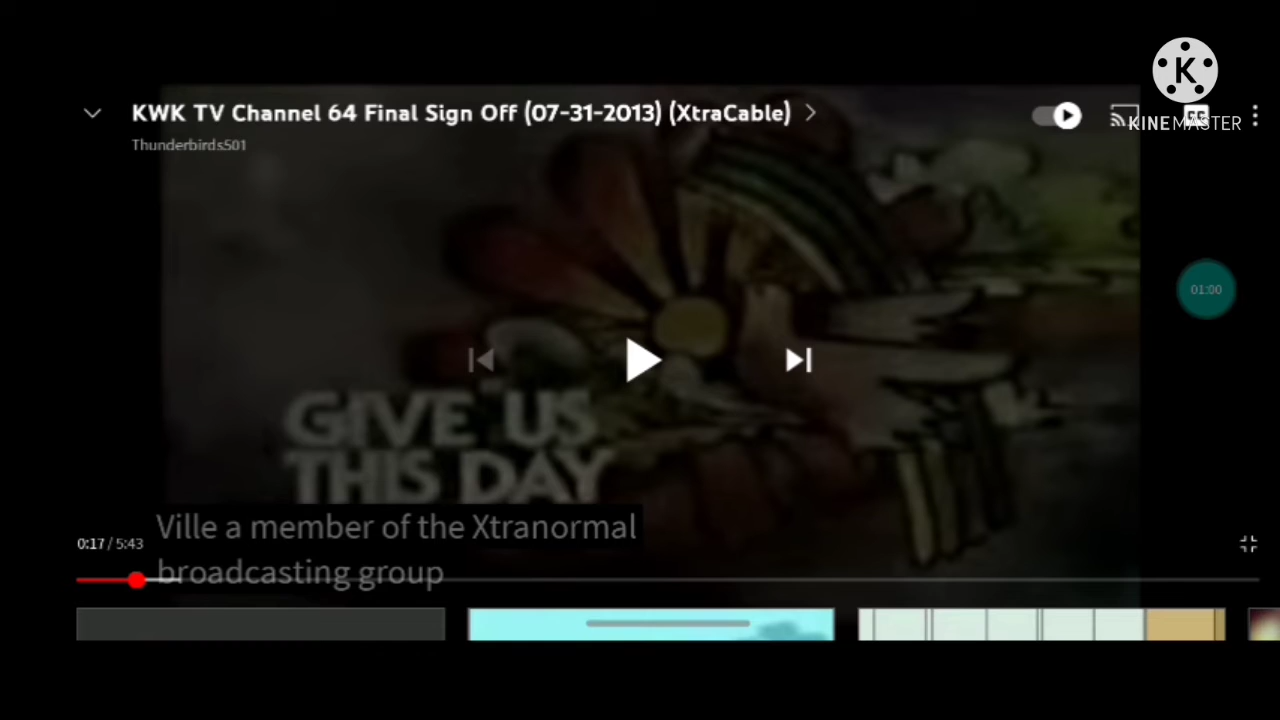 KWK TV Channel 64 Final Sign Off (07-31-2013) (XtraCable)
Thunderbirds501
CC
K
KINEMASTER
01:00
GIVE US
THIS DAY
Ville a member of the Xtranormal
broadcasting group
0:17 / 5:43